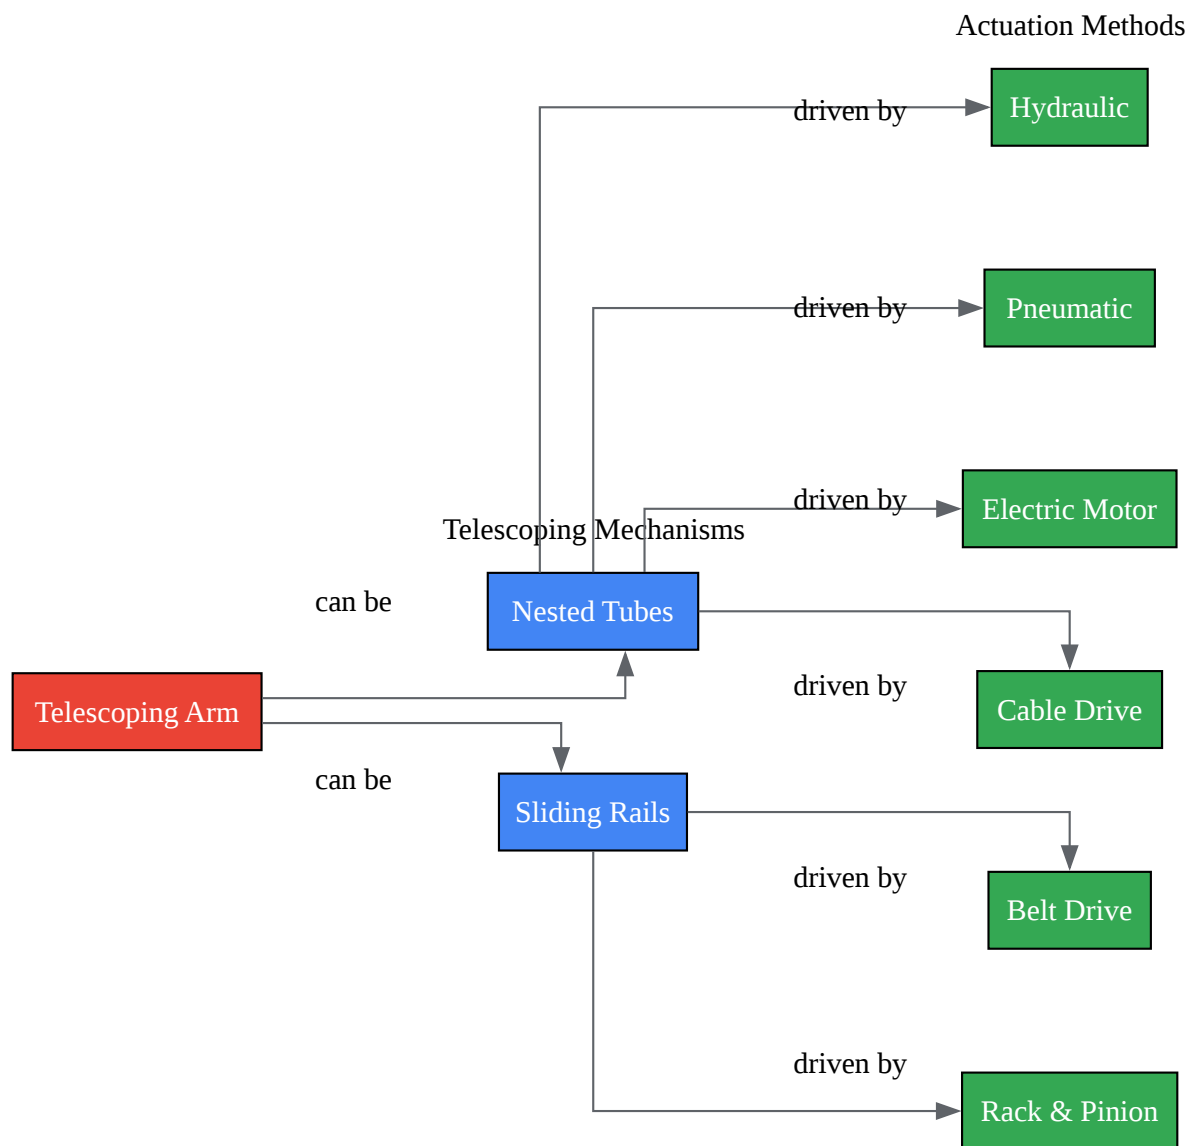 Actuation Methods
Hydraulic
driven by
Pneumatic
driven by
Electric Motor
driven by
Telescoping Mechanisms
can be
Nested Tubes
driven by
Cable Drive
Telescoping Arm
can be
Sliding Rails
driven by
Belt Drive
driven by
Rack & Pinion